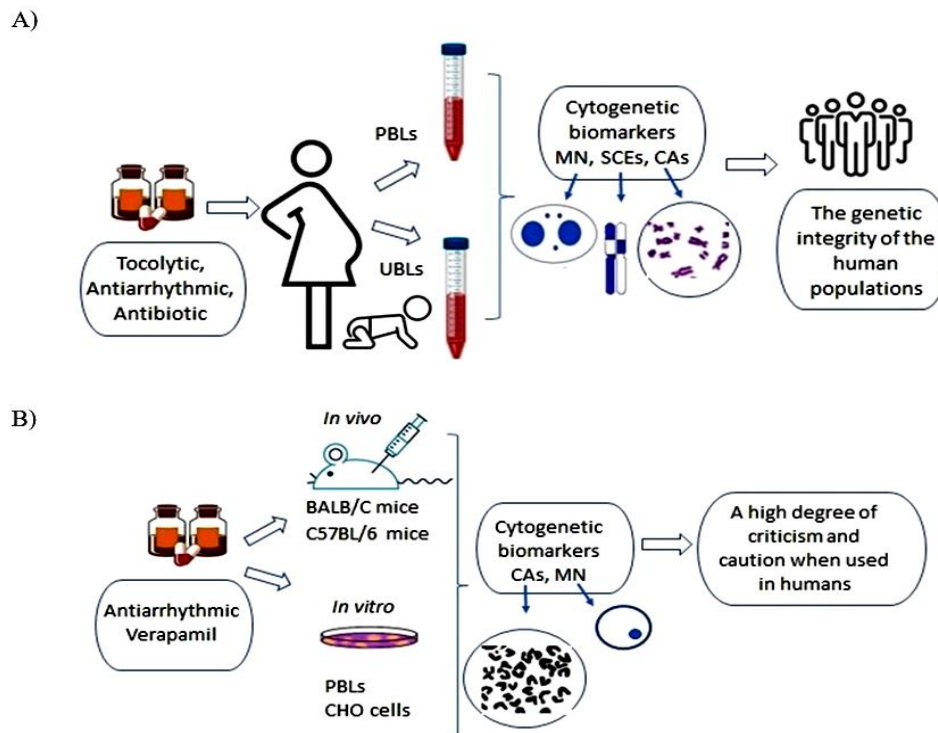 A)
PBLs
UBLs
Tocolytic,
Antiarrhythmic,
Antibiotic
Cytogenetic
biomarkers
MN, SCEs, CAs
The genetic
integrity of the
human
populations
B)
In vivo
BALB/C mice
C57BL/6 mice
Antiarrhythmic
Verapamil
In vitro
PBLs
CHO cells
Cytogenetic
biomarkers
CAs, MN
A high degree of
criticism and
caution when used
in humans